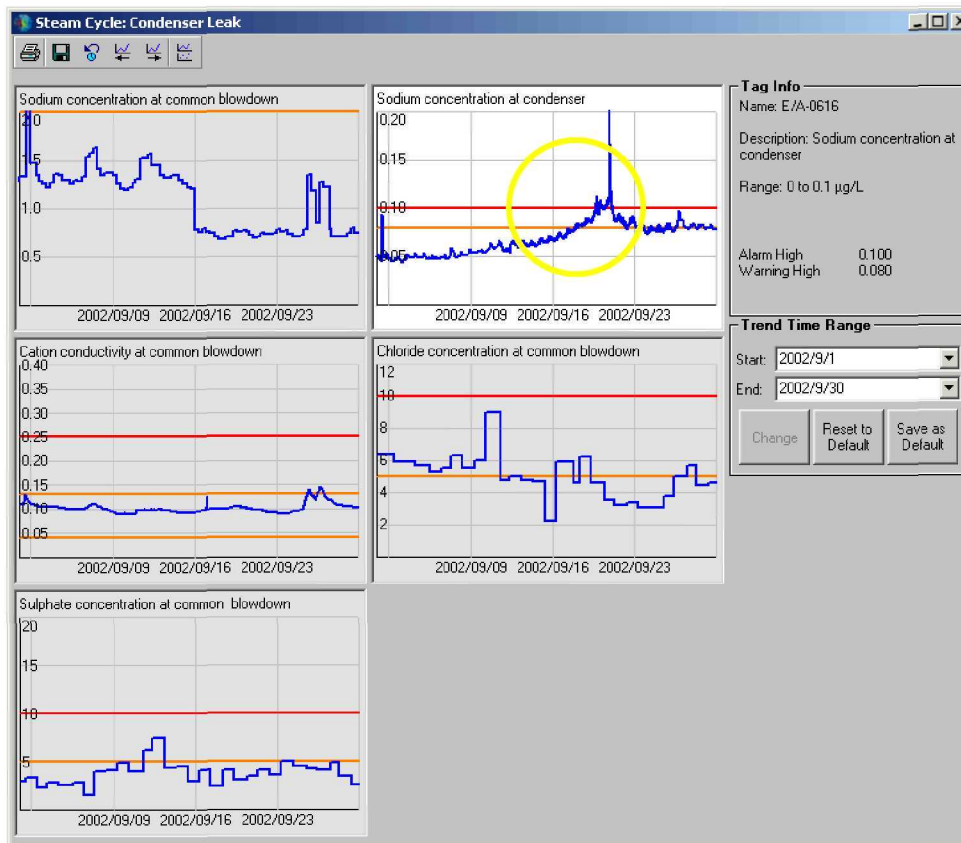 Steam Cycle: Condenser Leak
Sodium concentration at common blowdown
2.0
1.5
1.0
0.5
2002/09/09 2002/09/16 2002/09/23
Sodium concentration at condenser
0.20
0.15
0.10
0.05
2002/09/09 2002/09/16 2002/09/23
Tag Info
Name: E/A-0616
Description: Sodium concentration at
condenser
Range: 0 to 0.1 µg/L
Alarm High 0.100
Warning High 0.080
Trend Time Range
Start: 2002/9/1
End: 2002/9/30
Change
Reset to
Default
Save as
Default
Cation conductivity at common blowdown
0.40
0.35
0.30
0.25
0.20
0.15
0.10
0.05
2002/09/09 2002/09/16 2002/09/23
Chloride concentration at common blowdown
12
10
8
6
4
2
2002/09/09 2002/09/16 2002/09/23
Sulphate concentration at common blowdown
20
15
10
5
2002/09/09 2002/09/16 2002/09/23